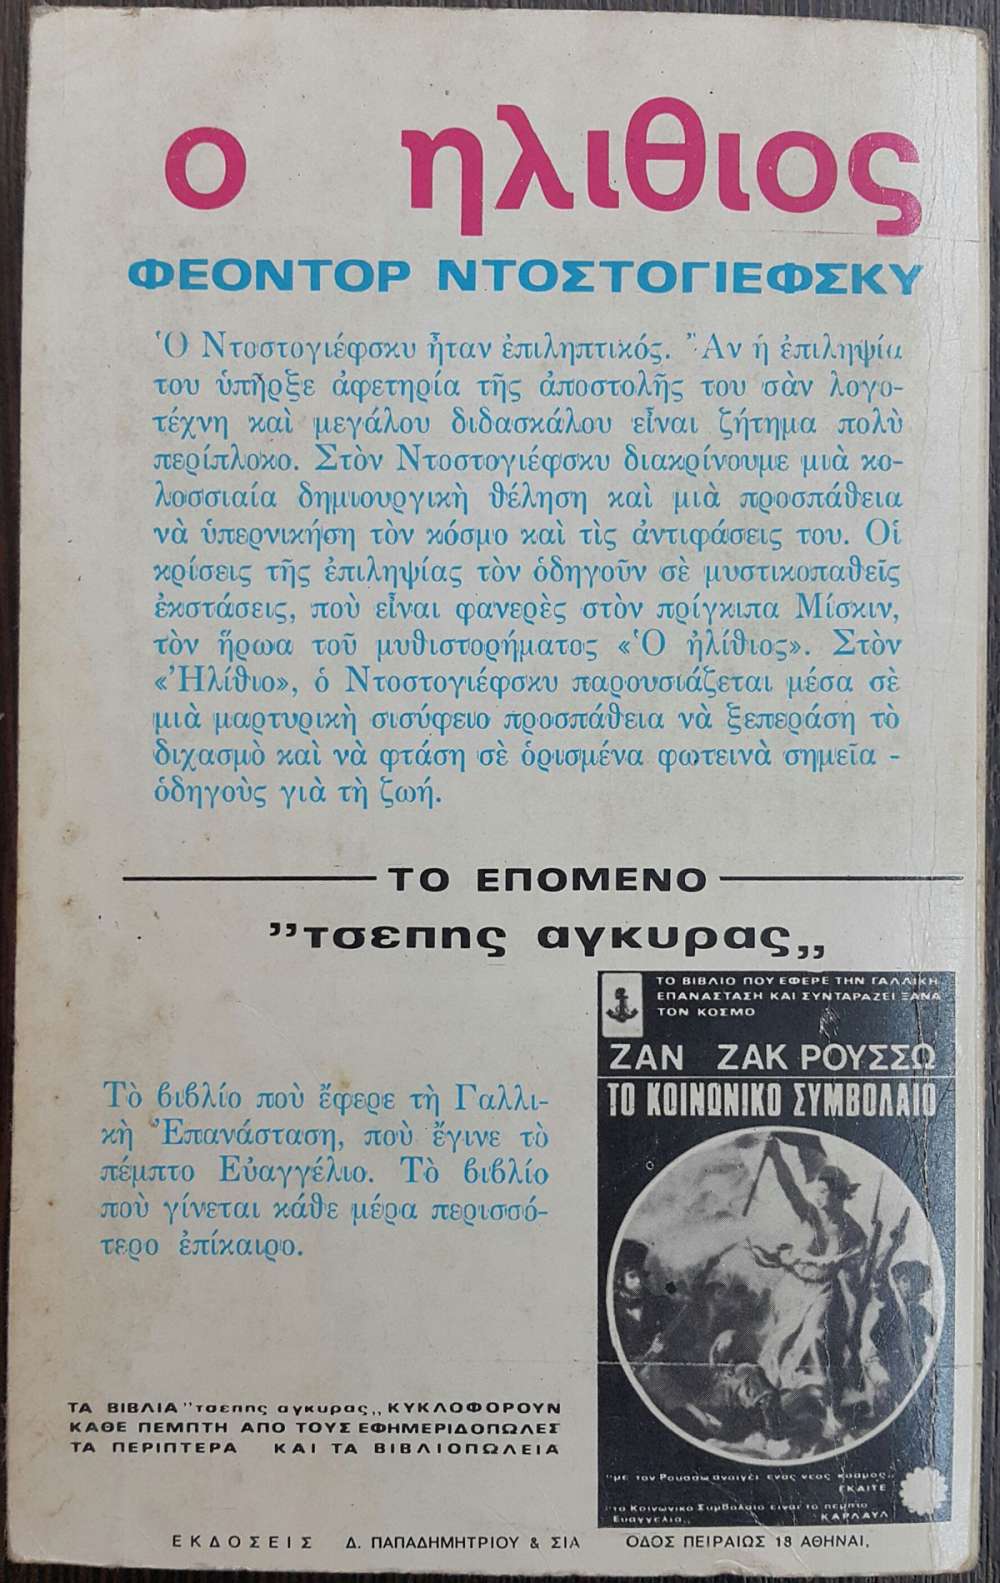 ο ηλιθιος
ΦΕΟΝΤΟΡ ΝΤΟΣΤΟΓΙΕΦΣΚΥ
Ὁ Ντοστογιέφσκυ ἦταν ἐπιληπτικός. Ἂν ἡ ἐπιληψία
του ὑπῆρξε ἀφετηρία τῆς ἀποστολῆς του σὰν λογο-
τέχνη καὶ μεγάλου διδασκάλου εἶναι ζήτημα πολὺ
περίπλοκο. Στὸν Ντοστογιέφσκυ διακρίνουμε μιὰ κο-
λοσσιαία δημιουργικὴ θέληση καὶ μιὰ προσπάθεια
νὰ ὑπερνικήση τὸν κόσμο καὶ τὶς ἀντιφάσεις του. Οἱ
κρίσεις τῆς ἐπιληψίας τὸν ὁδηγοῦν σὲ μυστικοπαθεῖς
ἐκστάσεις, ποὺ εἶναι φανερὲς στὸν πρίγκιπα Μίσκιν,
τὸν ἥρωα τοῦ μυθιστορήματος «Ὁ ἠλίθιος». Στὸν
«Ἠλίθιο», ὁ Ντοστογιέφσκυ παρουσιάζεται μέσα σὲ
μιὰ μαρτυρικὴ σισύφειο προσπάθεια νὰ ξεπεράση τὸ
διχασμὸ καὶ νὰ φτάση σὲ ὁρισμένα φωτεινὰ σημεῖα -
ὁδηγοὺς γιὰ τὴ ζωή.
ΤΟ ΕΠΟΜΕΝΟ
”τσεπης αγκυρας„
ΤΟ ΒΙΒΛΙΟ ΠΟΥ ΕΦΕΡΕ ΤΗΝ ΓΑΛΛΙΚΗ
ΕΠΑΝΑΣΤΑΣΗ ΚΑΙ ΣΥΝΤΑΡΑΖΕΙ ΞΑΝΑ
ΤΟΝ ΚΟΣΜΟ
ΖΑΝ ΖΑΚ ΡΟΥΣΣΩ
ΤΟ ΚΟΙΝΩΝΙΚΟ ΣΥΜΒΟΛΑΙΟ
Τὸ βιβλίο ποὺ ἔφερε τὴ Γαλλι-
κὴ Ἐπανάσταση, ποὺ ἔγινε τὸ
πέμπτο Εὐαγγέλιο. Τὸ βιβλίο
ποὺ γίνεται κάθε μέρα περισσό-
τερο ἐπίκαιρο.
ΤΑ ΒΙΒΛΙΑ ”τσεπης αγκυρας„ ΚΥΚΛΟΦΟΡΟΥΝ
ΚΑΘΕ ΠΕΜΠΤΗ ΑΠΟ ΤΟΥΣ ΕΦΗΜΕΡΙΔΟΠΩΛΕΣ
ΤΑ ΠΕΡΙΠΤΕΡΑ ΚΑΙ ΤΑ ΒΙΒΛΙΟΠΩΛΕΙΑ
”με τον Ρουσσω ανοιγει ενας νεος κοσμος„
ΓΚΑΙΤΕ
”το Κοινωνικο Συμβολαιο ειναι το πεμπτο
Ευαγγελιο„
ΚΑΡΛΑΥΛ
ΕΚΔΟΣΕΙΣ Δ. ΠΑΠΑΔΗΜΗΤΡΙΟΥ & ΣΙΑ ΟΔΟΣ ΠΕΙΡΑΙΩΣ 18 ΑΘΗΝΑΙ.